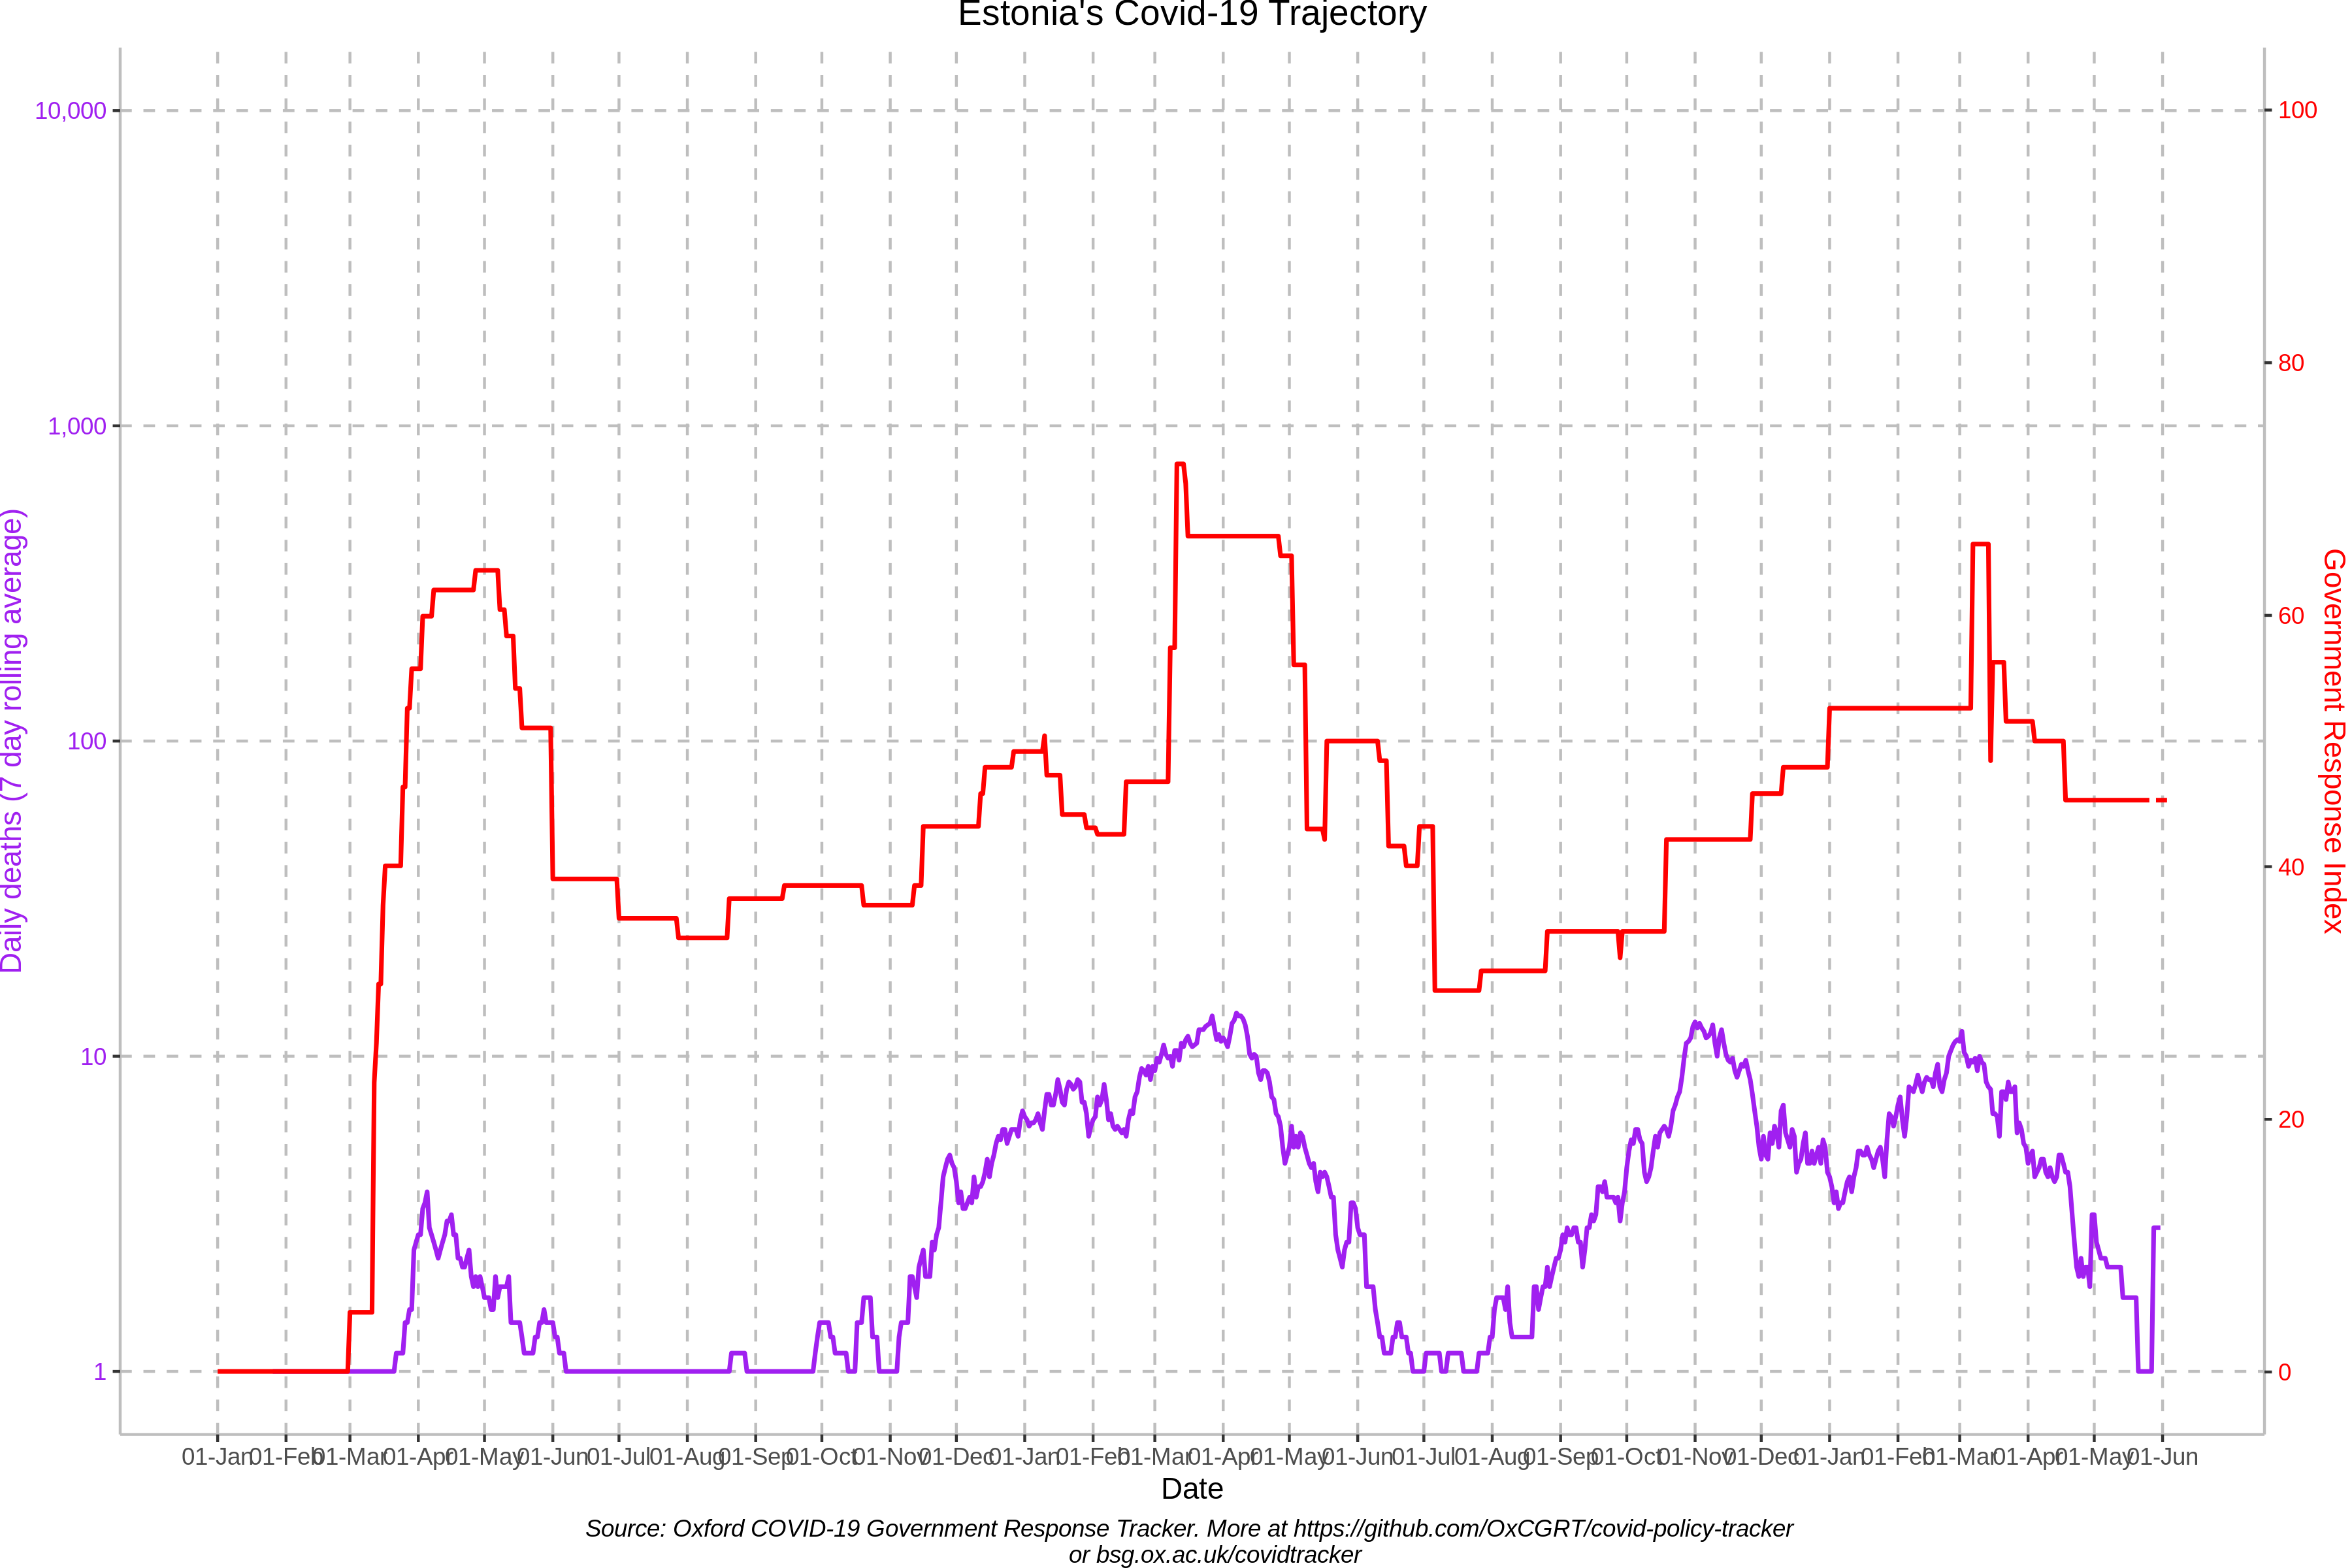 Estonia's Covid-19 Trajectory
10,000
1,000
100
10
1
Daily deaths (7 day rolling average)
100
80
60
40
20
0
Government Response Index
01-Jan 01-Feb 01-Mar 01-Apr 01-May 01-Jun 01-Jul 01-Aug 01-Sep 01-Oct 01-Nov 01-Dec 01-Jan 01-Feb 01-Mar 01-Apr 01-May 01-Jun 01-Jul 01-Aug 01-Sep 01-Oct 01-Nov 01-Dec 01-Jan 01-Feb 01-Mar 01-Apr 01-May 01-Jun
Date
Source: Oxford COVID-19 Government Response Tracker. More at https://github.com/OxCGRT/covid-policy-tracker
or bsg.ox.ac.uk/covidtracker